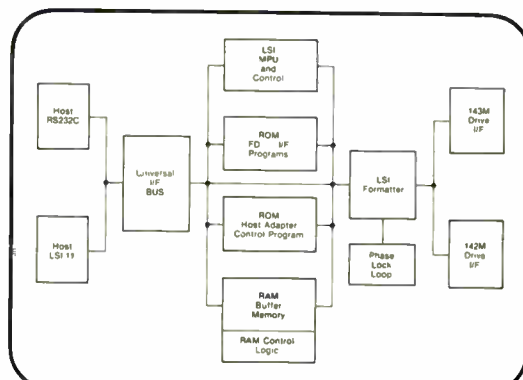 Host
RS232C
Host
LSI 11
Universal
I/F
BUS
LSI
MPU
and
Control
ROM
FD I/F
Programs
ROM
Host Adapter
Control Program
RAM
Buffer
Memory
RAM Control
Logic
LSI
Formatter
Phase
Lock
Loop
143M
Drive
I/F
142M
Drive
I/F